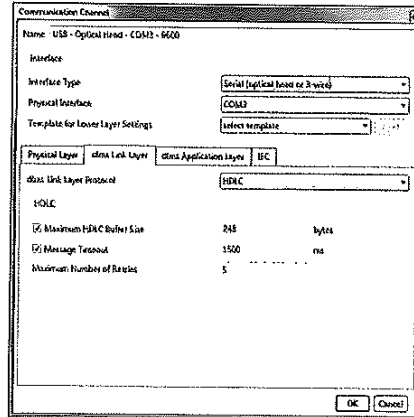 Communication Channel
Name : USB - Optical Head - COM3 - 9600
Interface
Interface Type Serial (optical head or 3-wire)
Physical Interface COM3
Template for Lower Layer Settings select template
Physical Layer dlms Link Layer dlms Application Layer IEC
dlms Link Layer Protocol HDLC
HDLC
Maximum HDLC Buffer Size 248 bytes
Message Timeout 1500 ms
Maximum Number of Retries 5
OK Cancel